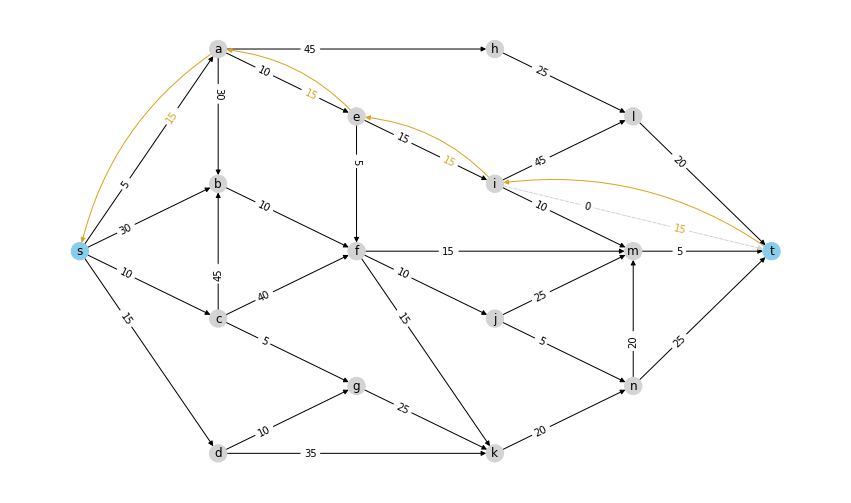 a 45 h
10 25
30 15 e 15 l
15
5 15 45 20
b i
30 10 10 0
15
s f 15 m 5 t
10 45 40 10 25
15 c 15 j 20 25
5 5
g n
10 25 20
d 35 k